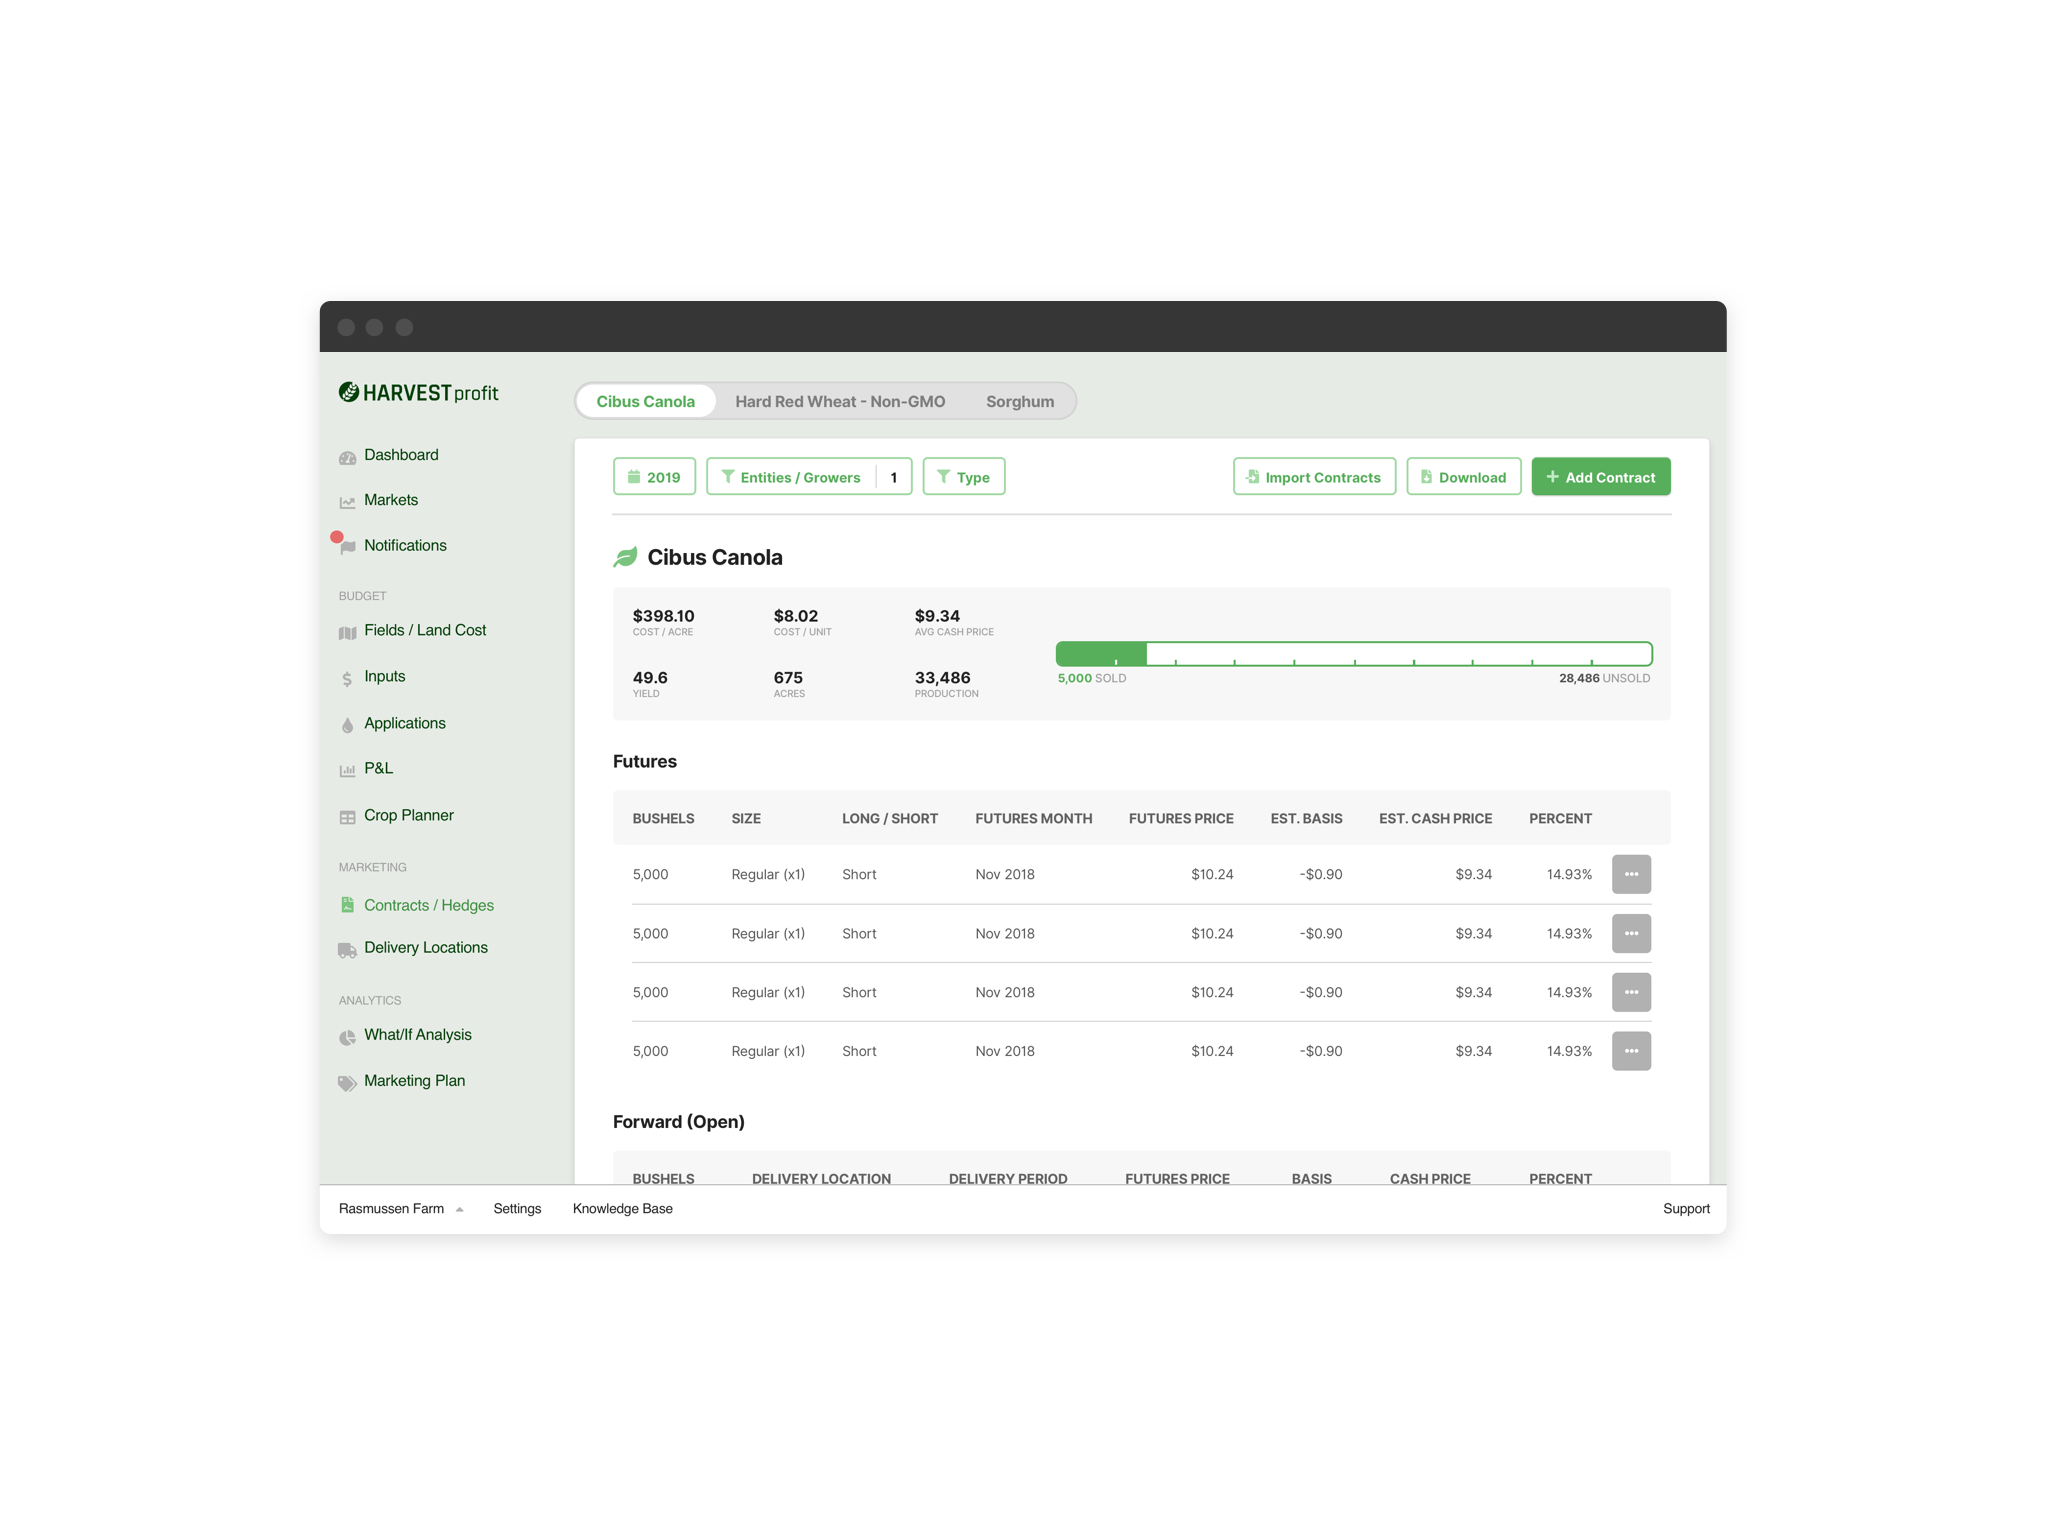 HARVEST profit
Cibus Canola Hard Red Wheat - Non-GMO Sorghum
Dashboard
Markets
Notifications
BUDGET
Fields / Land Cost
Inputs
Applications
P&L
Crop Planner
MARKETING
Contracts / Hedges
Delivery Locations
ANALYTICS
What/If Analysis
Marketing Plan
2019 Entities / Growers 1 Type Import Contracts Download + Add Contract
Cibus Canola
$398.10 $8.02 $9.34
COST / ACRE COST / UNIT AVG CASH PRICE
49.6 675 33,486
YIELD ACRES PRODUCTION
5,000 SOLD 28,486 UNSOLD
Futures
BUSHELS SIZE LONG / SHORT FUTURES MONTH FUTURES PRICE EST. BASIS EST. CASH PRICE PERCENT
5,000 Regular (x1) Short Nov 2018 $10.24 -$0.90 $9.34 14.93%
5,000 Regular (x1) Short Nov 2018 $10.24 -$0.90 $9.34 14.93%
5,000 Regular (x1) Short Nov 2018 $10.24 -$0.90 $9.34 14.93%
5,000 Regular (x1) Short Nov 2018 $10.24 -$0.90 $9.34 14.93%
Forward (Open)
BUSHELS DELIVERY LOCATION DELIVERY PERIOD FUTURES PRICE BASIS CASH PRICE PERCENT
Rasmussen Farm Settings Knowledge Base Support